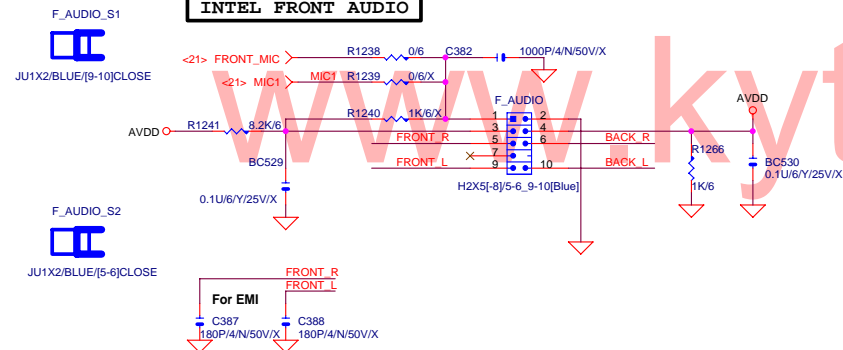 INTEL FRONT AUDIO
F_AUDIO_S1
JU1X2/BLUE/[9-10]CLOSE
<21> FRONT_MIC
R1238
0/6
C382
1000P/4/N/50V/X
<21> MIC1
MIC1
R1239
0/6/X
R1240
1K/6/X
F_AUDIO
AVDD
R1241
8.2K/6
1
2
3
4
5
6
7
9
10
FRONT_R
BACK_R
FRONT_L
BACK_L
AVDD
R1266
1K/6
BC530
0.1U/6/Y/25V/X
BC529
0.1U/6/Y/25V/X
H2X5[-8]/5-6_9-10[Blue]
F_AUDIO_S2
JU1X2/BLUE/[5-6]CLOSE
FRONT_R
FRONT_L
For EMI
C387
180P/4/N/50V/X
C388
180P/4/N/50V/X
www.kyt